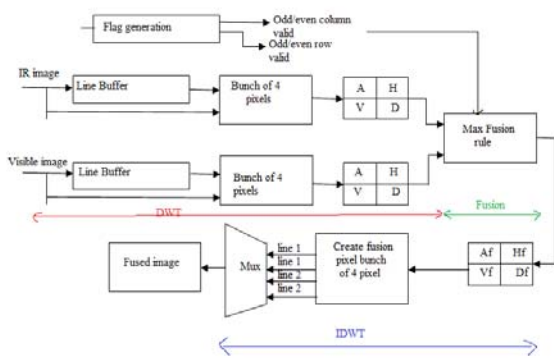 Flag generation
Odd/even column
valid
Odd/even row
valid
IR image
Line Buffer
Bunch of 4
pixels
A H
V D
Max Fusion
rule
Visible image
Line Buffer
Bunch of 4
pixels
A H
V D
DWT
Fusion
Fused image
Mux
line 1
line 1
line 2
line 2
Create fusion
pixel bunch
of 4 pixel
Af Hf
Vf Df
IDWT